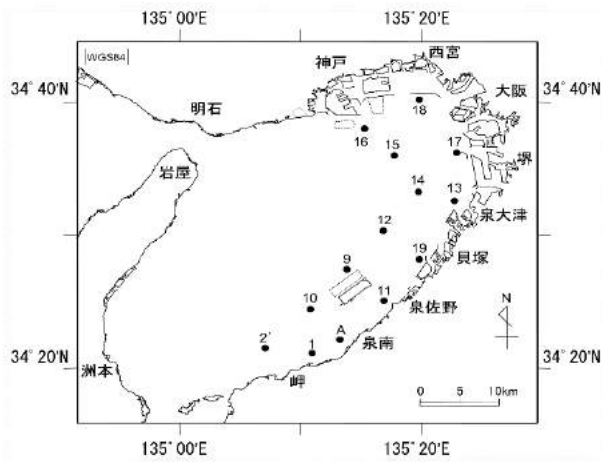 135°00'E 135°20'E
WGS84
神戸 西宮
34°40'N 34°40'N
明石 大阪
18
16 17
15 堺
岩屋
14 13
泉大津
12
19 貝塚
9
11 泉佐野
10
N
A 泉南
2' 1
34°20'N 34°20'N
洲本 岬
0 5 10km
135°00'E 135°20'E